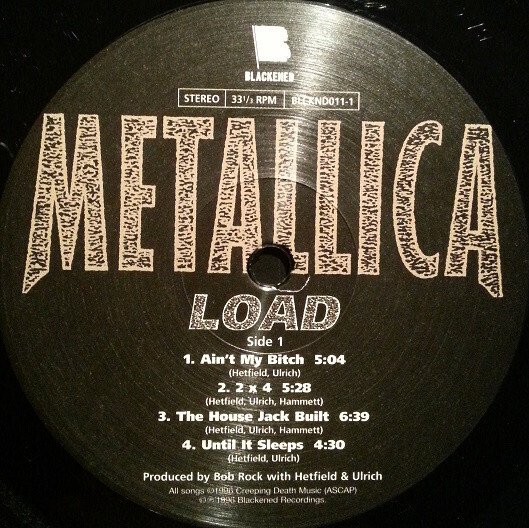 B
BLACKENED
STEREO 33⅓ RPM BLCKND011-1
METALLICA
LOAD
Side 1
1. Ain't My Bitch 5:04
(Hetfield, Ulrich)
2. 2 x 4 5:28
(Hetfield, Ulrich, Hammett)
3. The House Jack Built 6:39
(Hetfield, Ulrich, Hammett)
4. Until It Sleeps 4:30
(Hetfield, Ulrich)
Produced by Bob Rock with Hetfield & Ulrich
All songs ©1996 Creeping Death Music (ASCAP)
©℗ 1996 Blackened Recordings.